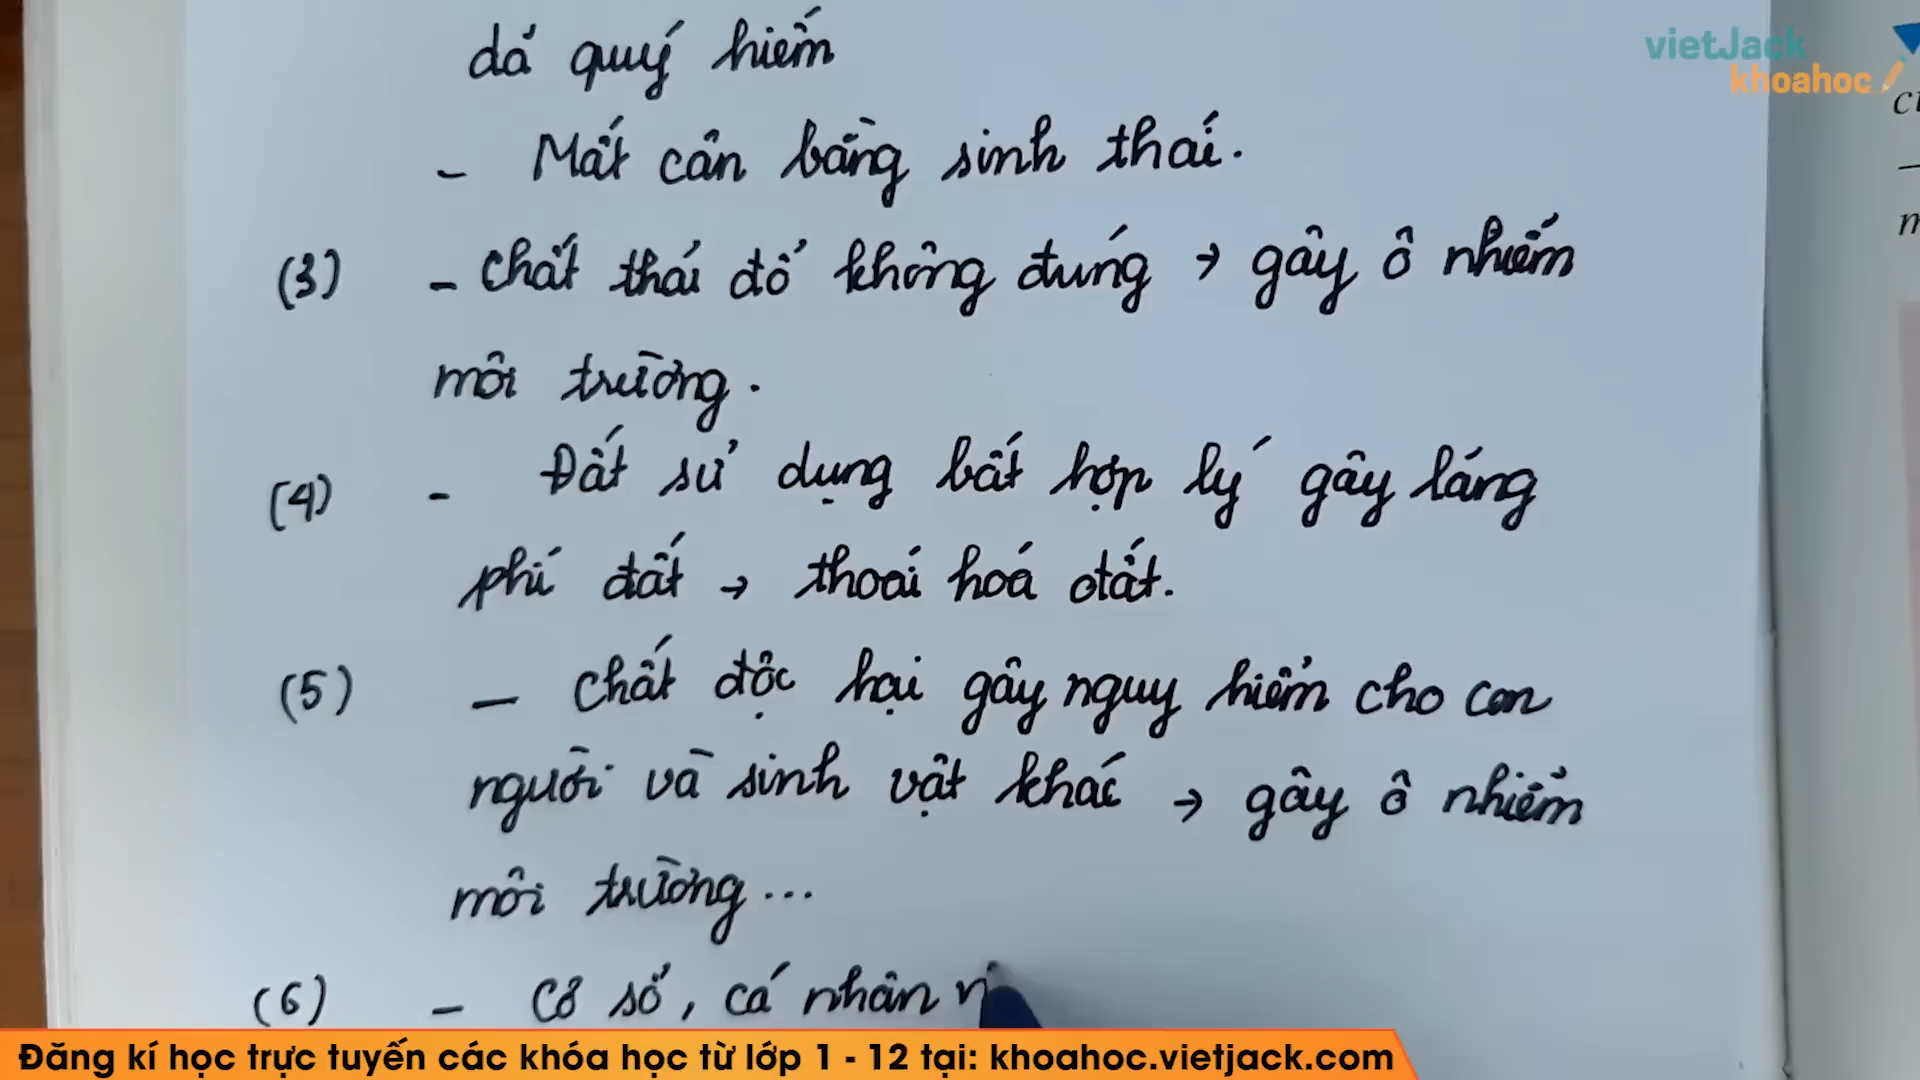 dá quý hiếm
vietJack
khoahoc
- Mất cân bằng sinh thái.
(3) - Chất thải đổ không đúng → gây ô nhiễm
môi trường.
(4) - Đất sử dụng bất hợp lý gây lãng
phí đất → thoái hoá đất.
(5) - Chất độc hại gây nguy hiểm cho con
người và sinh vật khác → gây ô nhiễm
môi trường...
(6) - Cơ sở, cá nhân
Đăng kí học trực tuyến các khóa học từ lớp 1 - 12 tại: khoahoc.vietjack.com